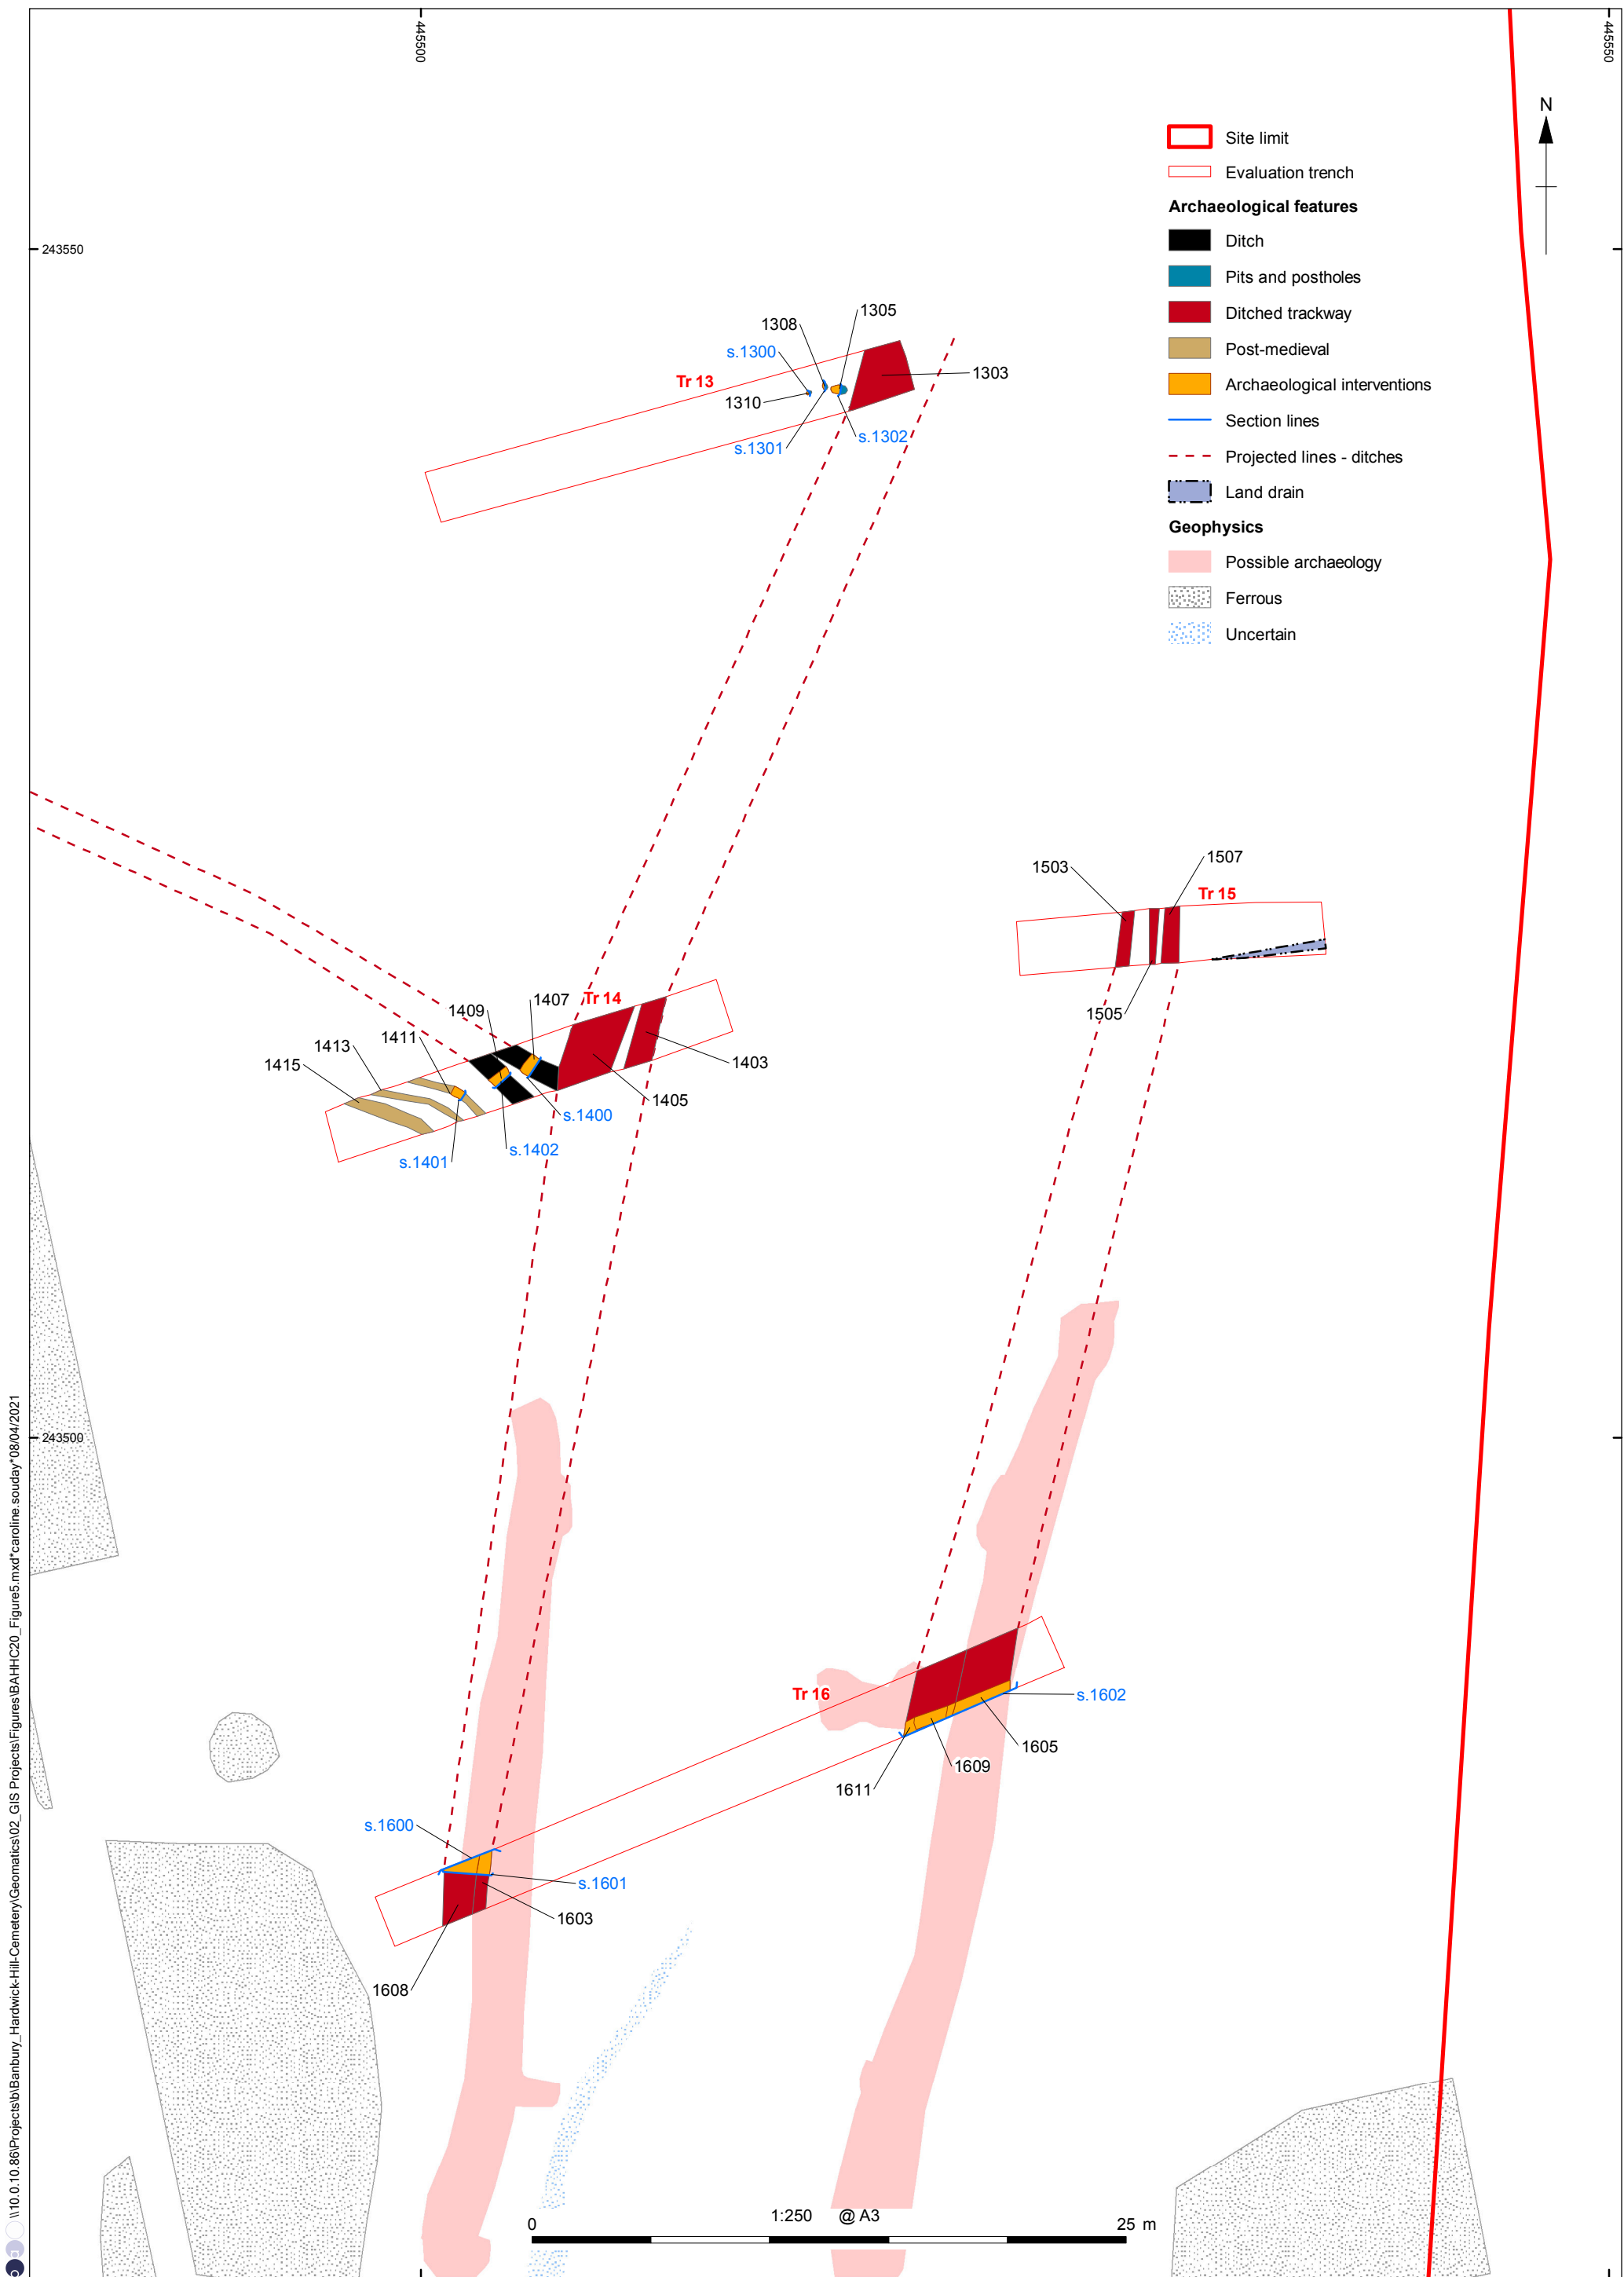 445500
445550
N
Site limit
Evaluation trench
Archaeological features
Ditch
Pits and postholes
Ditched trackway
Post-medieval
Archaeological interventions
Section lines
Projected lines - ditches
Land drain
Geophysics
Possible archaeology
Ferrous
Uncertain
243550
1305
1308
s.1300
Tr 13
1303
1310
s.1302
s.1301
1507
1503
Tr 15
1505
1407
Tr 14
1409
1411
1413
1415
1403
1405
s.1400
s.1402
s.1401
243500
Tr 16
s.1602
1605
1609
1611
s.1600
s.1601
1603
1608
1:250 @ A3
0 25 m
\\10.0.10.86\Projects\b\Banbury_Hardwick-Hill-Cemetery\Geomatics\02_GIS Projects\Figures\BAHHC20_Figure5.mxd*caroline.souday*08/04/2021